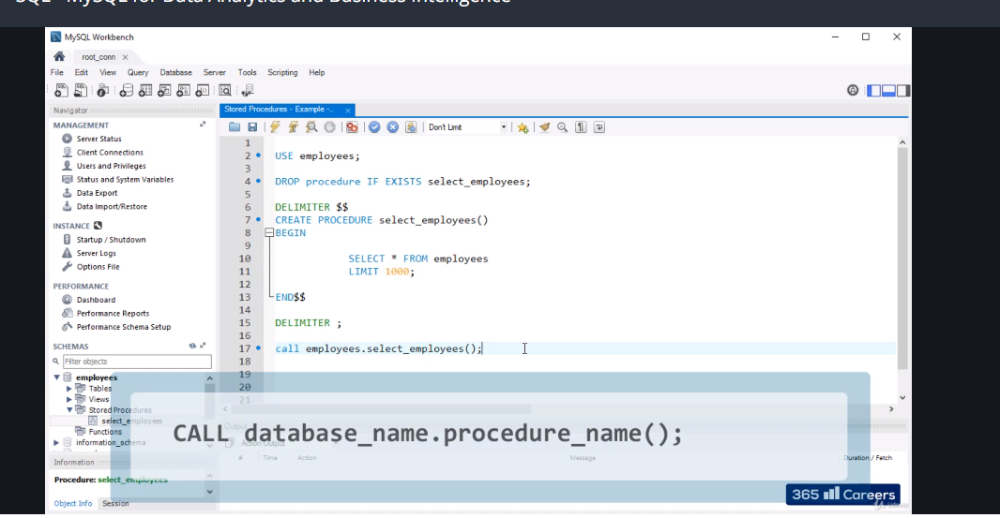 SQL - MySQL for Data Analytics and Business Intelligence
MySQL Workbench
root_conn ×
File Edit View Query Database Server Tools Scripting Help
Navigator
MANAGEMENT
Server Status
Client Connections
Users and Privileges
Status and System Variables
Data Export
Data Import/Restore
INSTANCE
Startup / Shutdown
Server Logs
Options File
PERFORMANCE
Dashboard
Performance Reports
Performance Schema Setup
SCHEMAS
Filter objects
employees
Tables
Views
Stored Procedures
select_employees
Functions
information_schema
Information
Procedure: select_employees
Object Info Session
Stored Procedures - Example -.. ×
Don't Limit
1
2 USE employees;
3
4 DROP procedure IF EXISTS select_employees;
5
6 DELIMITER $$
7 CREATE PROCEDURE select_employees()
8 BEGIN
9
10 SELECT * FROM employees
11 LIMIT 1000;
12
13 END$$
14
15 DELIMITER ;
16
17 call employees.select_employees();
18
19
20
21
Output
Action Output
# Time Action Message Duration / Fetch
CALL database_name.procedure_name();
365 Careers
Udemy